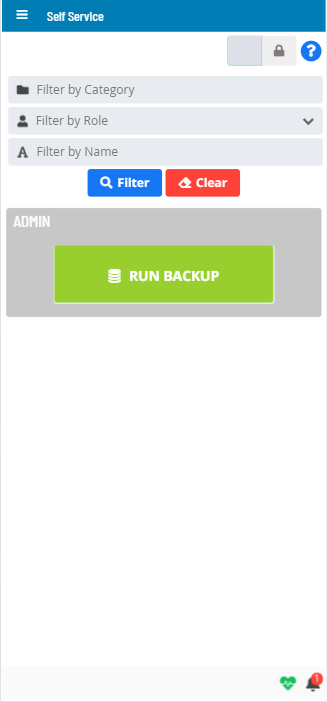 Self Service
?
Filter by Category
Filter by Role
A Filter by Name
Filter Clear
ADMIN
RUN BACKUP
1